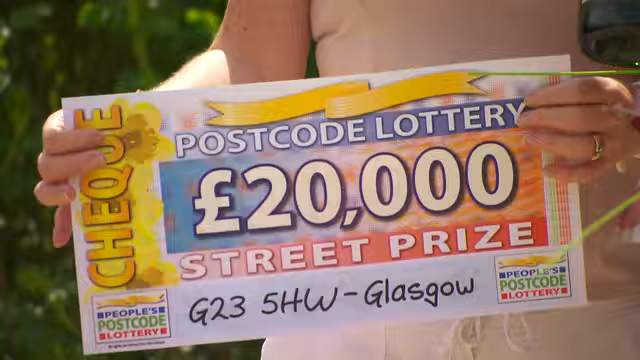 CHEQUE
POSTCODE LOTTERY
£20,000
STREET PRIZE
G23 5HW-Glasgow
PEOPLE'S
POSTCODE
LOTTERY
PEOPLE'S
POSTCODE
LOTTERY